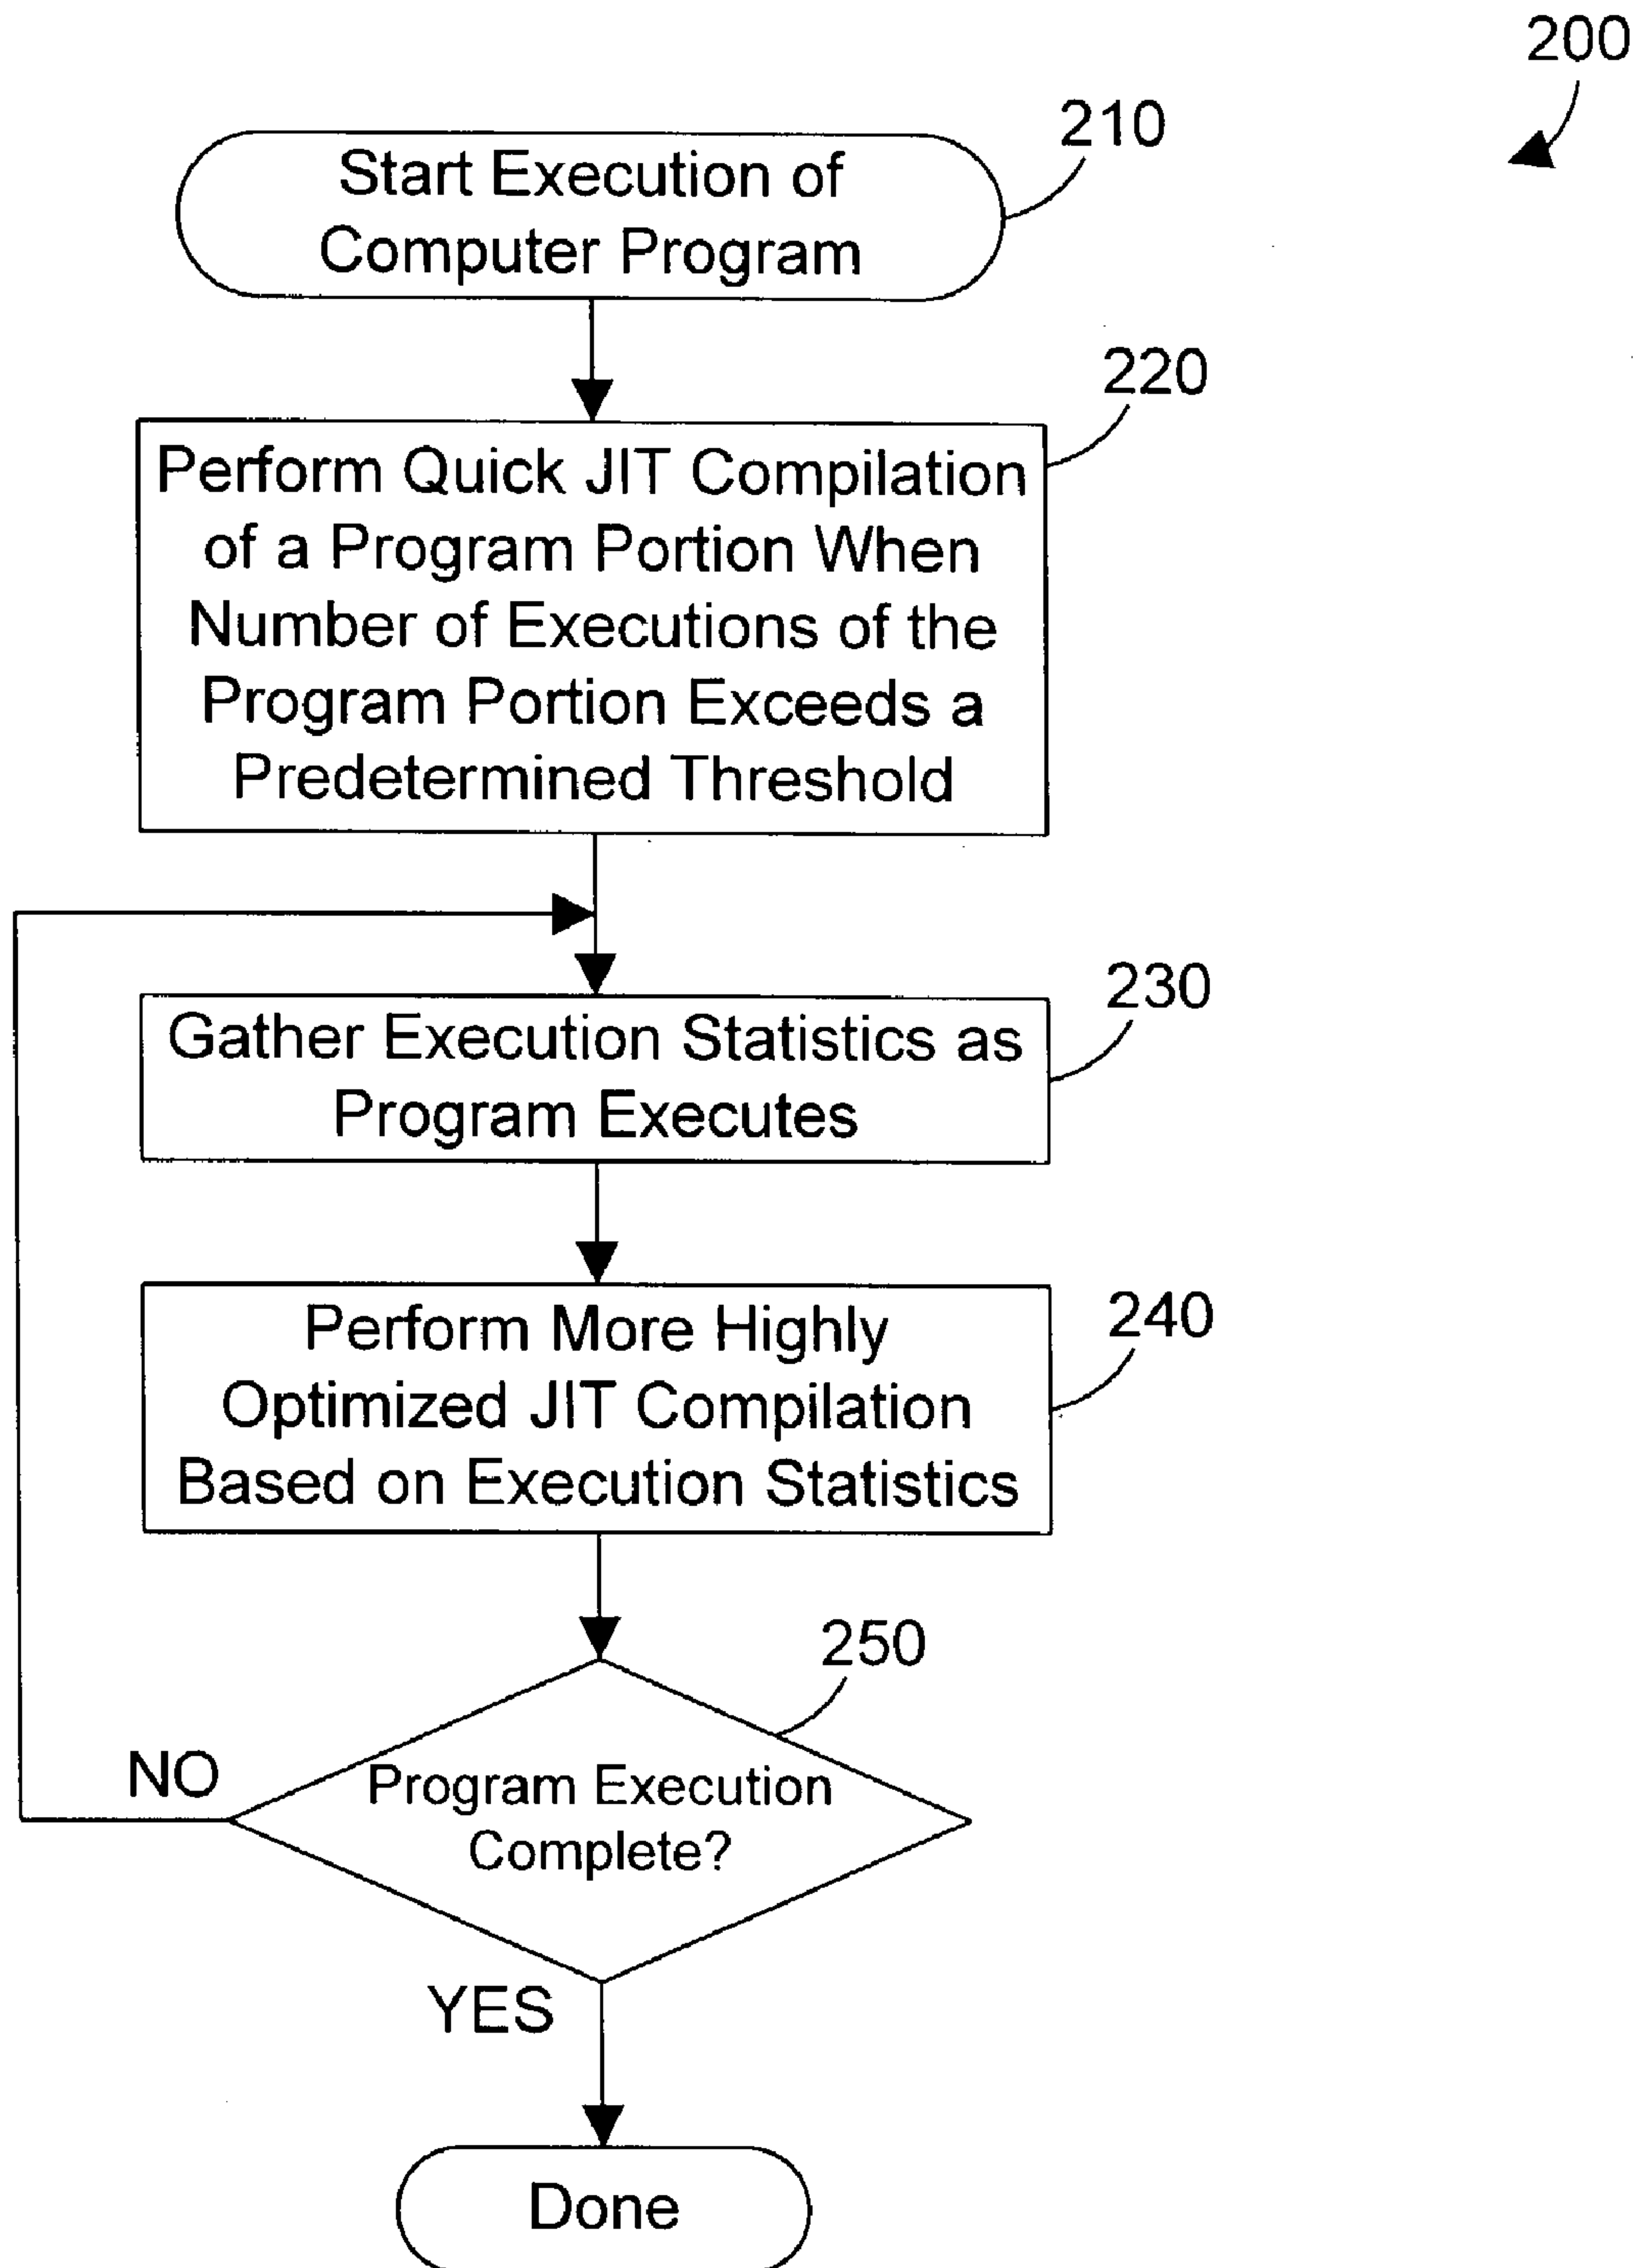 200
210
Start Execution of
Computer Program
220
Perform Quick JIT Compilation
of a Program Portion When
Number of Executions of the
Program Portion Exceeds a
Predetermined Threshold
230
Gather Execution Statistics as
Program Executes
240
Perform More Highly
Optimized JIT Compilation
Based on Execution Statistics
250
NO
Program Execution
Complete?
YES
Done